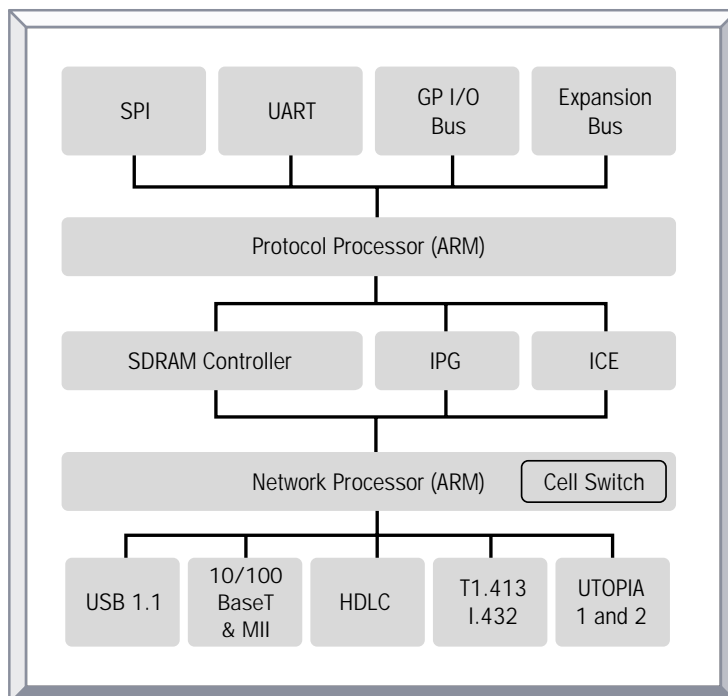 SPI
UART
GP I/O
Bus
Expansion
Bus
Protocol Processor (ARM)
SDRAM Controller
IPG
ICE
Network Processor (ARM)
Cell Switch
USB 1.1
10/100
BaseT
& MII
HDLC
T1.413
I.432
UTOPIA
1 and 2